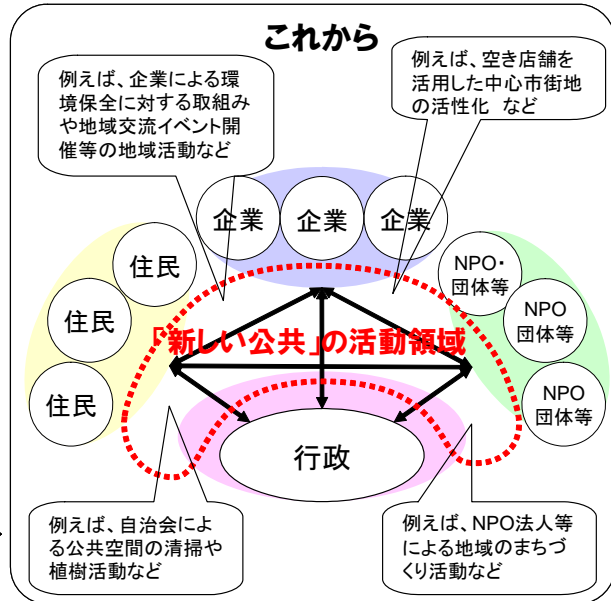 これから
例えば、企業による環
境保全に対する取組み
や地域交流イベント開
催等の地域活動など
例えば、空き店舗を
活用した中心市街地
の活性化 など
企業
企業
企業
住民
住民
住民
NPO・
団体等
NPO
団体等
NPO
団体等
「新しい公共」の活動領域
行政
例えば、自治会によ
る公共空間の清掃や
植樹活動など
例えば、NPO法人等
による地域のまちづ
くり活動など